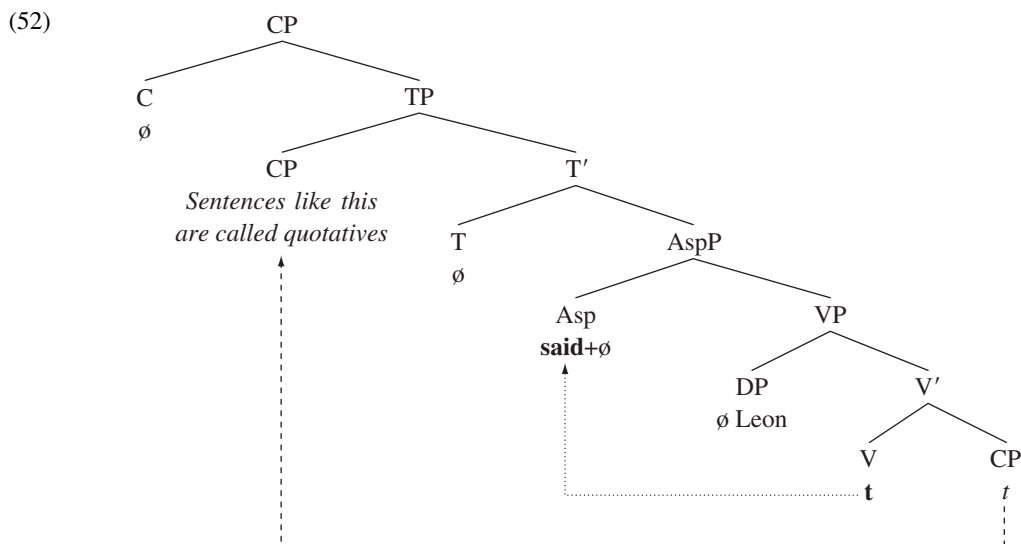 (52) CP
C TP
ø
CP T′
Sentences like this
are called quotatives
T AspP
ø
Asp VP
said+ø
DP V′
ø Leon
V CP
t t